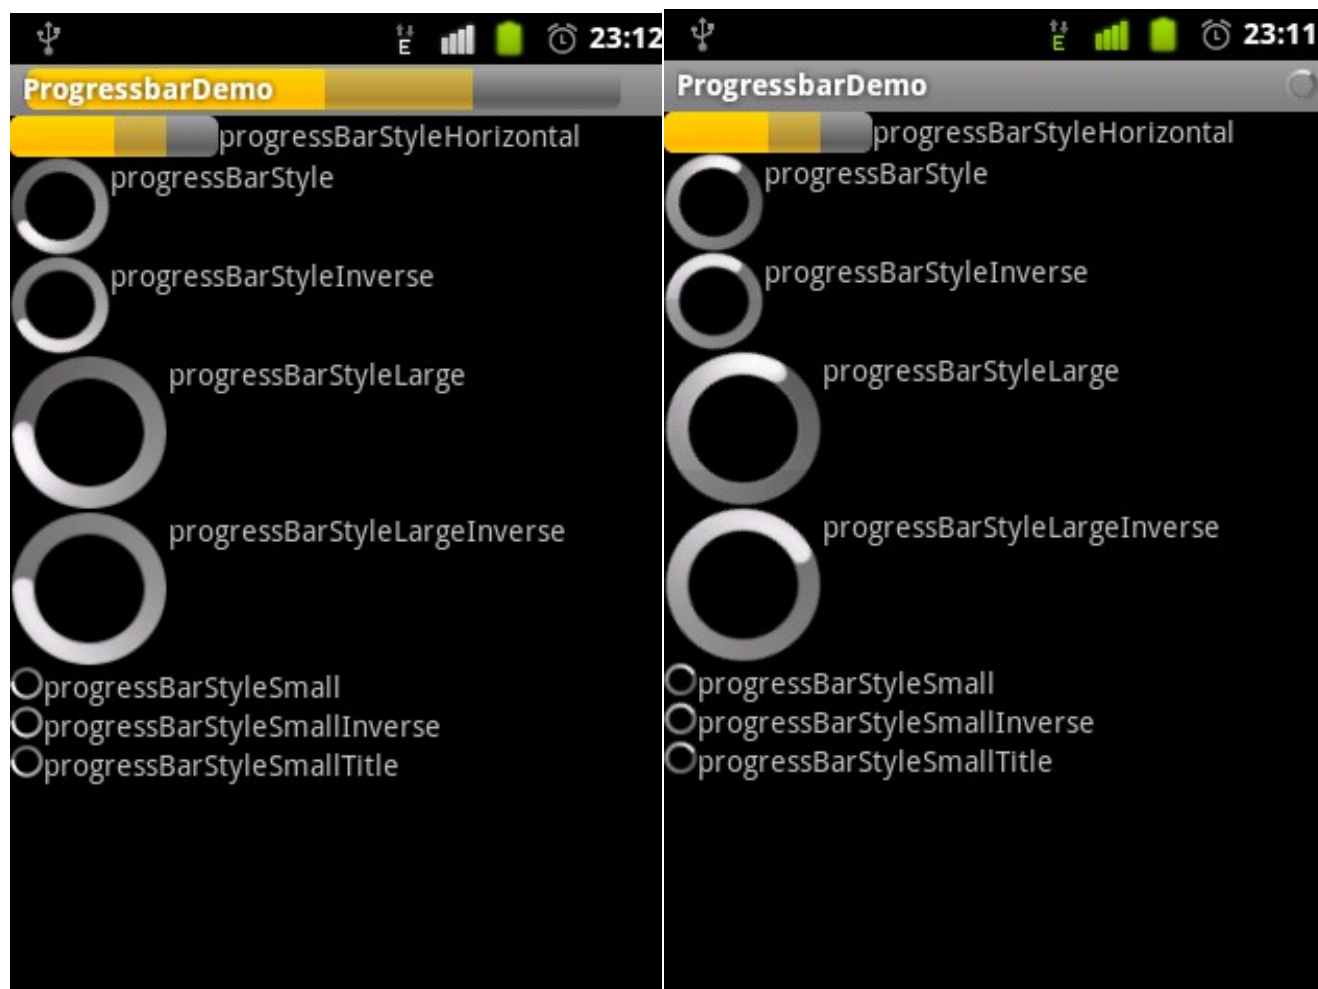 E 23:12
ProgressbarDemo
progressBarStyleHorizontal
progressBarStyle
progressBarStyleInverse
progressBarStyleLarge
progressBarStyleLargeInverse
progressBarStyleSmall
progressBarStyleSmallInverse
progressBarStyleSmallTitle
E 23:11
ProgressbarDemo
progressBarStyleHorizontal
progressBarStyle
progressBarStyleInverse
progressBarStyleLarge
progressBarStyleLargeInverse
progressBarStyleSmall
progressBarStyleSmallInverse
progressBarStyleSmallTitle